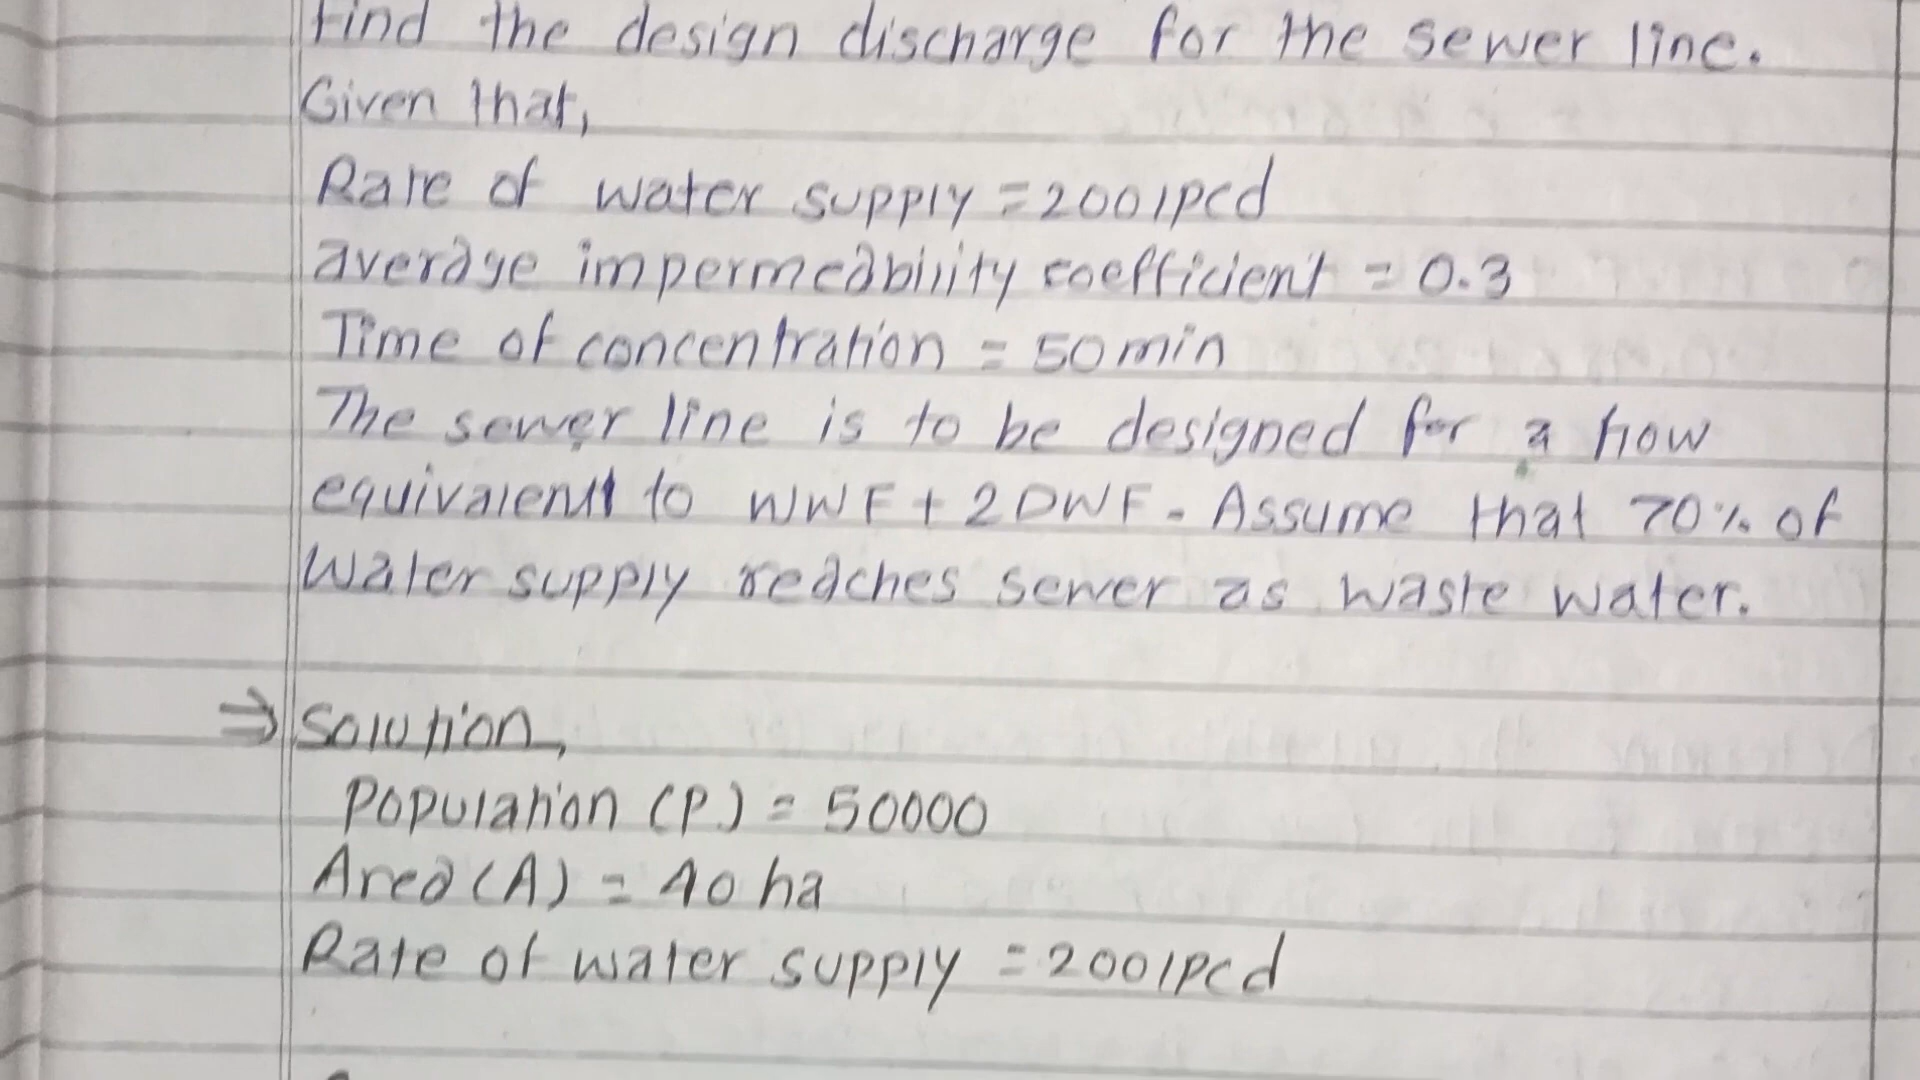 Find the design discharge for the sewer line.
Given that,
Rate of water supply = 200 lpcd
average impermeability coefficient = 0.3
Time of concentration = 50 min
The sewer line is to be designed for a flow
equivalent to WWF + 2DWF. Assume that 70% of
Water supply reaches sewer as waste water.
⇒ Solution,
Population (P) = 50000
Area (A) = 40 ha
Rate of water supply = 200 lpcd